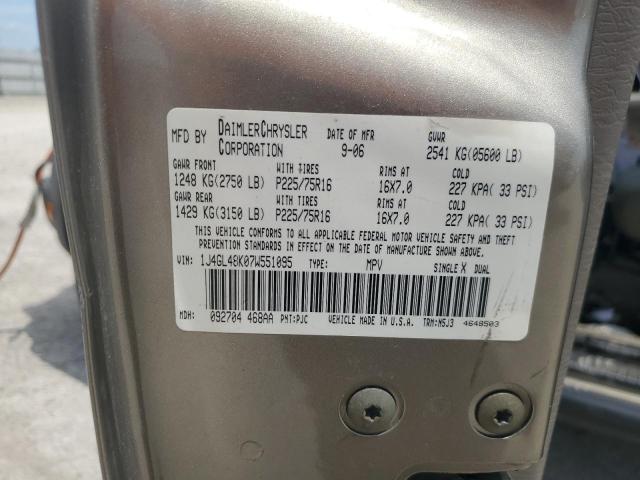 MFD BY DAIMLERCHRYSLER CORPORATION DATE OF MFR 9-06 GVWR 2541 KG(05600 LB)
GAWR FRONT WITH TIRES RIMS AT COLD
1248 KG(2750 LB) P225/75R16 16X7.0 227 KPA( 33 PSI)
GAWR REAR WITH TIRES RIMS AT COLD
1429 KG(3150 LB) P225/75R16 16X7.0 227 KPA( 33 PSI)
THIS VEHICLE CONFORMS TO ALL APPLICABLE FEDERAL MOTOR VEHICLE SAFETY AND THEFT
PREVENTION STANDARDS IN EFFECT ON THE DATE OF MANUFACTURE SHOWN ABOVE.
VIN: 1J4GL48K07W551095 TYPE: MPV SINGLE X DUAL
MDH: 092704 468AA PNT:PJC VEHICLE MADE IN U.S.A. TRM:N5J3 4648503